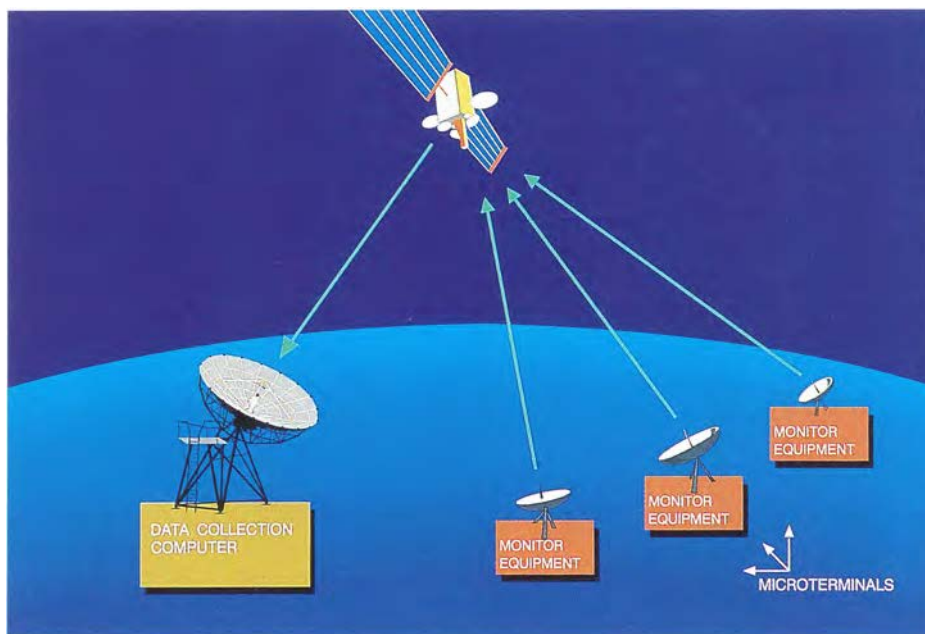 DATA COLLECTION
COMPUTER
MONITOR
EQUIPMENT
MONITOR
EQUIPMENT
MONITOR
EQUIPMENT
MICROTERMINALS